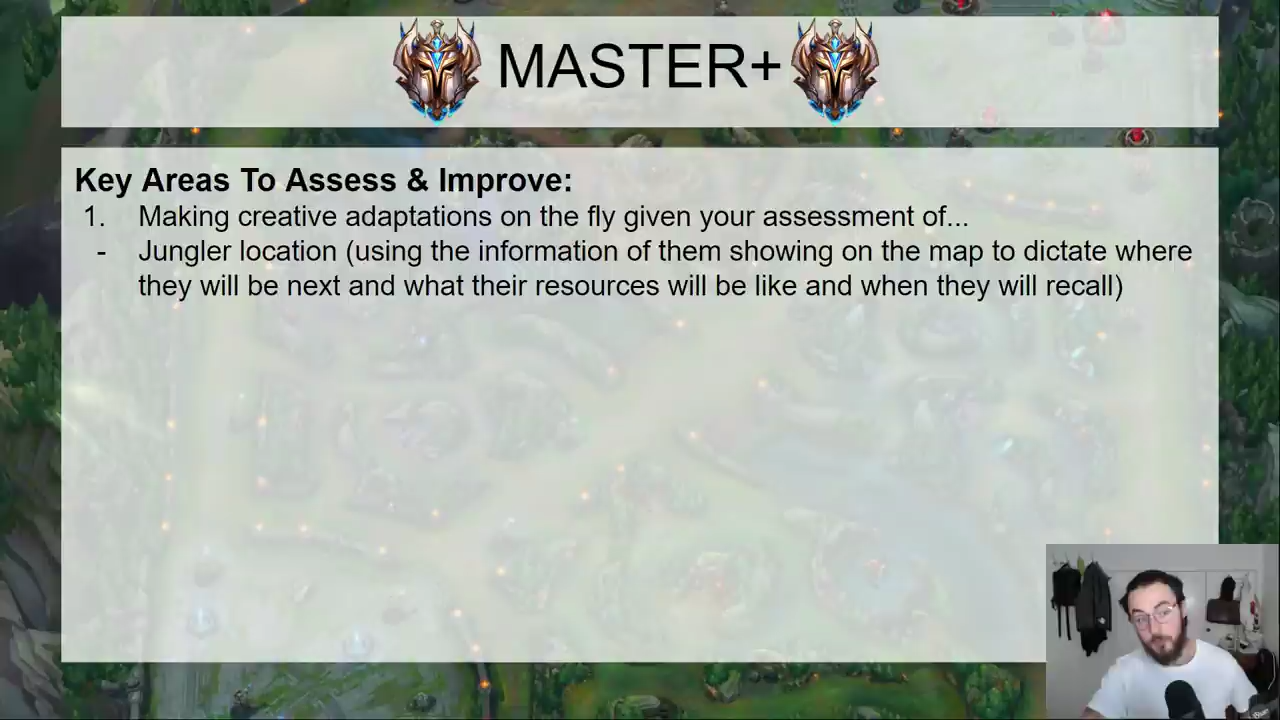 MASTER+
Key Areas To Assess & Improve:
1. Making creative adaptations on the fly given your assessment of...
- Jungler location (using the information of them showing on the map to dictate where
they will be next and what their resources will be like and when they will recall)